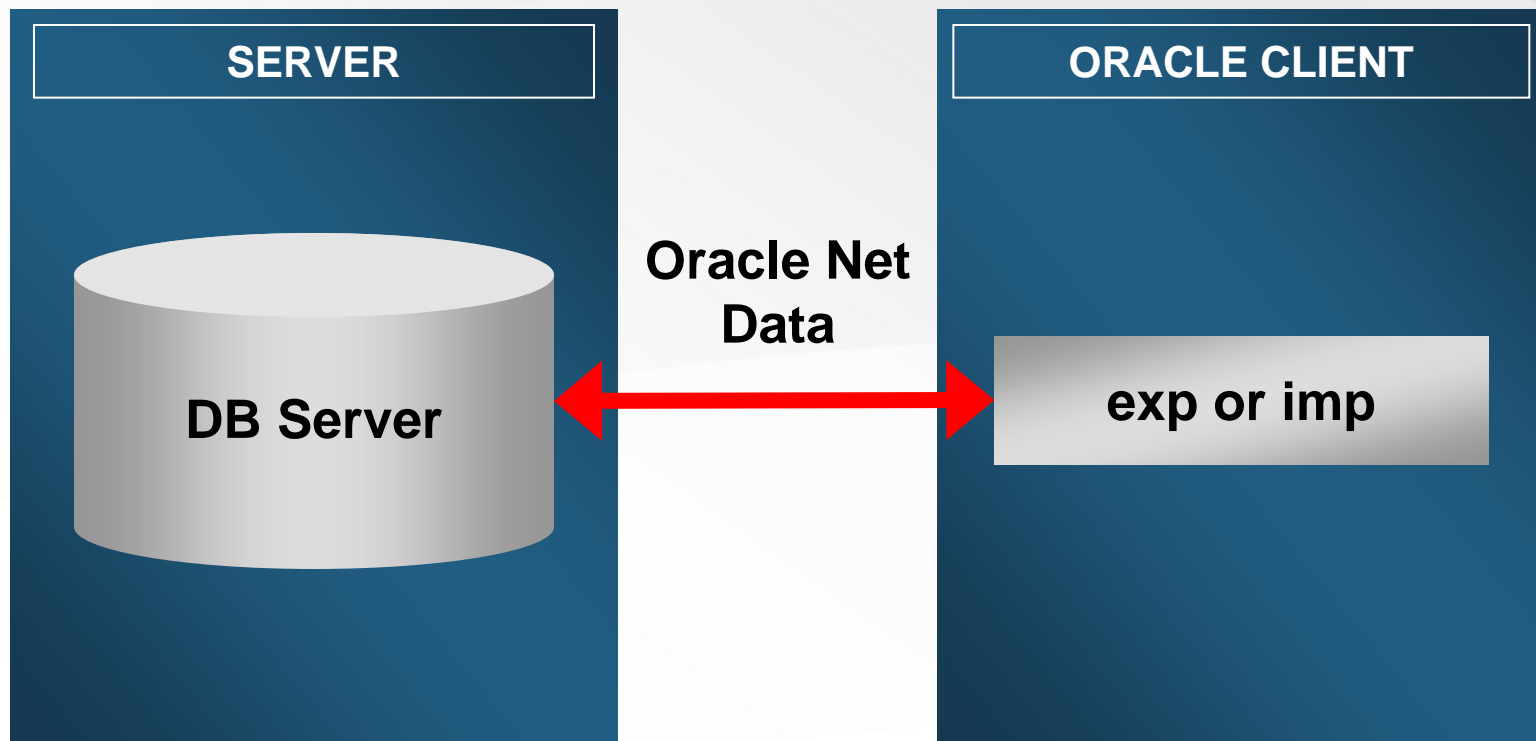 SERVER
ORACLE CLIENT
Oracle Net
Data
DB Server
exp or imp